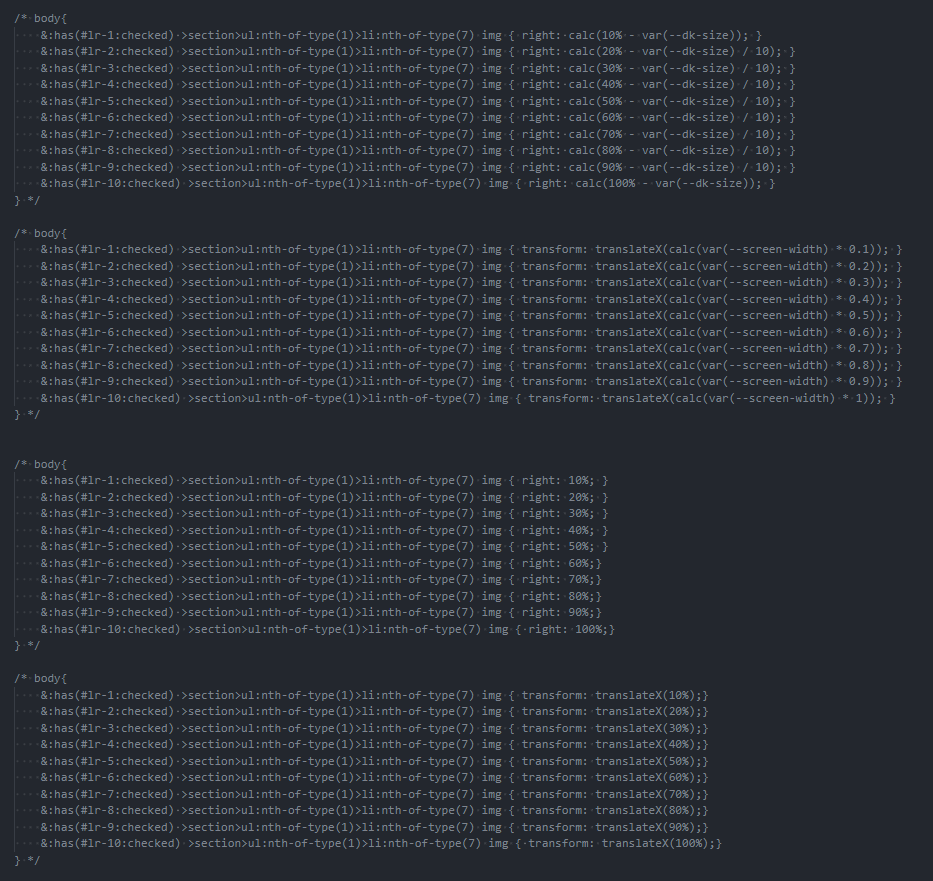 /* body{
    &:has(#lr-1:checked) >section>ul:nth-of-type(1)>li:nth-of-type(7) img { right: calc(10% - var(--dk-size)); }
    &:has(#lr-2:checked) >section>ul:nth-of-type(1)>li:nth-of-type(7) img { right: calc(20% - var(--dk-size) / 10); }
    &:has(#lr-3:checked) >section>ul:nth-of-type(1)>li:nth-of-type(7) img { right: calc(30% - var(--dk-size) / 10); }
    &:has(#lr-4:checked) >section>ul:nth-of-type(1)>li:nth-of-type(7) img { right: calc(40% - var(--dk-size) / 10); }
    &:has(#lr-5:checked) >section>ul:nth-of-type(1)>li:nth-of-type(7) img { right: calc(50% - var(--dk-size) / 10); }
    &:has(#lr-6:checked) >section>ul:nth-of-type(1)>li:nth-of-type(7) img { right: calc(60% - var(--dk-size) / 10); }
    &:has(#lr-7:checked) >section>ul:nth-of-type(1)>li:nth-of-type(7) img { right: calc(70% - var(--dk-size) / 10); }
    &:has(#lr-8:checked) >section>ul:nth-of-type(1)>li:nth-of-type(7) img { right: calc(80% - var(--dk-size) / 10); }
    &:has(#lr-9:checked) >section>ul:nth-of-type(1)>li:nth-of-type(7) img { right: calc(90% - var(--dk-size) / 10); }
    &:has(#lr-10:checked) >section>ul:nth-of-type(1)>li:nth-of-type(7) img { right: calc(100% - var(--dk-size)); }
} */

/* body{
    &:has(#lr-1:checked) >section>ul:nth-of-type(1)>li:nth-of-type(7) img { transform: translateX(calc(var(--screen-width) * 0.1)); }
    &:has(#lr-2:checked) >section>ul:nth-of-type(1)>li:nth-of-type(7) img { transform: translateX(calc(var(--screen-width) * 0.2)); }
    &:has(#lr-3:checked) >section>ul:nth-of-type(1)>li:nth-of-type(7) img { transform: translateX(calc(var(--screen-width) * 0.3)); }
    &:has(#lr-4:checked) >section>ul:nth-of-type(1)>li:nth-of-type(7) img { transform: translateX(calc(var(--screen-width) * 0.4)); }
    &:has(#lr-5:checked) >section>ul:nth-of-type(1)>li:nth-of-type(7) img { transform: translateX(calc(var(--screen-width) * 0.5)); }
    &:has(#lr-6:checked) >section>ul:nth-of-type(1)>li:nth-of-type(7) img { transform: translateX(calc(var(--screen-width) * 0.6)); }
    &:has(#lr-7:checked) >section>ul:nth-of-type(1)>li:nth-of-type(7) img { transform: translateX(calc(var(--screen-width) * 0.7)); }
    &:has(#lr-8:checked) >section>ul:nth-of-type(1)>li:nth-of-type(7) img { transform: translateX(calc(var(--screen-width) * 0.8)); }
    &:has(#lr-9:checked) >section>ul:nth-of-type(1)>li:nth-of-type(7) img { transform: translateX(calc(var(--screen-width) * 0.9)); }
    &:has(#lr-10:checked) >section>ul:nth-of-type(1)>li:nth-of-type(7) img { transform: translateX(calc(var(--screen-width) * 1)); }
} */

/* body{
    &:has(#lr-1:checked) >section>ul:nth-of-type(1)>li:nth-of-type(7) img { right: 10%; }
    &:has(#lr-2:checked) >section>ul:nth-of-type(1)>li:nth-of-type(7) img { right: 20%; }
    &:has(#lr-3:checked) >section>ul:nth-of-type(1)>li:nth-of-type(7) img { right: 30%; }
    &:has(#lr-4:checked) >section>ul:nth-of-type(1)>li:nth-of-type(7) img { right: 40%; }
    &:has(#lr-5:checked) >section>ul:nth-of-type(1)>li:nth-of-type(7) img { right: 50%; }
    &:has(#lr-6:checked) >section>ul:nth-of-type(1)>li:nth-of-type(7) img { right: 60%;}
    &:has(#lr-7:checked) >section>ul:nth-of-type(1)>li:nth-of-type(7) img { right: 70%;}
    &:has(#lr-8:checked) >section>ul:nth-of-type(1)>li:nth-of-type(7) img { right: 80%;}
    &:has(#lr-9:checked) >section>ul:nth-of-type(1)>li:nth-of-type(7) img { right: 90%;}
    &:has(#lr-10:checked) >section>ul:nth-of-type(1)>li:nth-of-type(7) img { right: 100%;}
} */

/* body{
    &:has(#lr-1:checked) >section>ul:nth-of-type(1)>li:nth-of-type(7) img { transform: translateX(10%);}
    &:has(#lr-2:checked) >section>ul:nth-of-type(1)>li:nth-of-type(7) img { transform: translateX(20%);}
    &:has(#lr-3:checked) >section>ul:nth-of-type(1)>li:nth-of-type(7) img { transform: translateX(30%);}
    &:has(#lr-4:checked) >section>ul:nth-of-type(1)>li:nth-of-type(7) img { transform: translateX(40%);}
    &:has(#lr-5:checked) >section>ul:nth-of-type(1)>li:nth-of-type(7) img { transform: translateX(50%);}
    &:has(#lr-6:checked) >section>ul:nth-of-type(1)>li:nth-of-type(7) img { transform: translateX(60%);}
    &:has(#lr-7:checked) >section>ul:nth-of-type(1)>li:nth-of-type(7) img { transform: translateX(70%);}
    &:has(#lr-8:checked) >section>ul:nth-of-type(1)>li:nth-of-type(7) img { transform: translateX(80%);}
    &:has(#lr-9:checked) >section>ul:nth-of-type(1)>li:nth-of-type(7) img { transform: translateX(90%);}
    &:has(#lr-10:checked) >section>ul:nth-of-type(1)>li:nth-of-type(7) img { transform: translateX(100%);}
} */